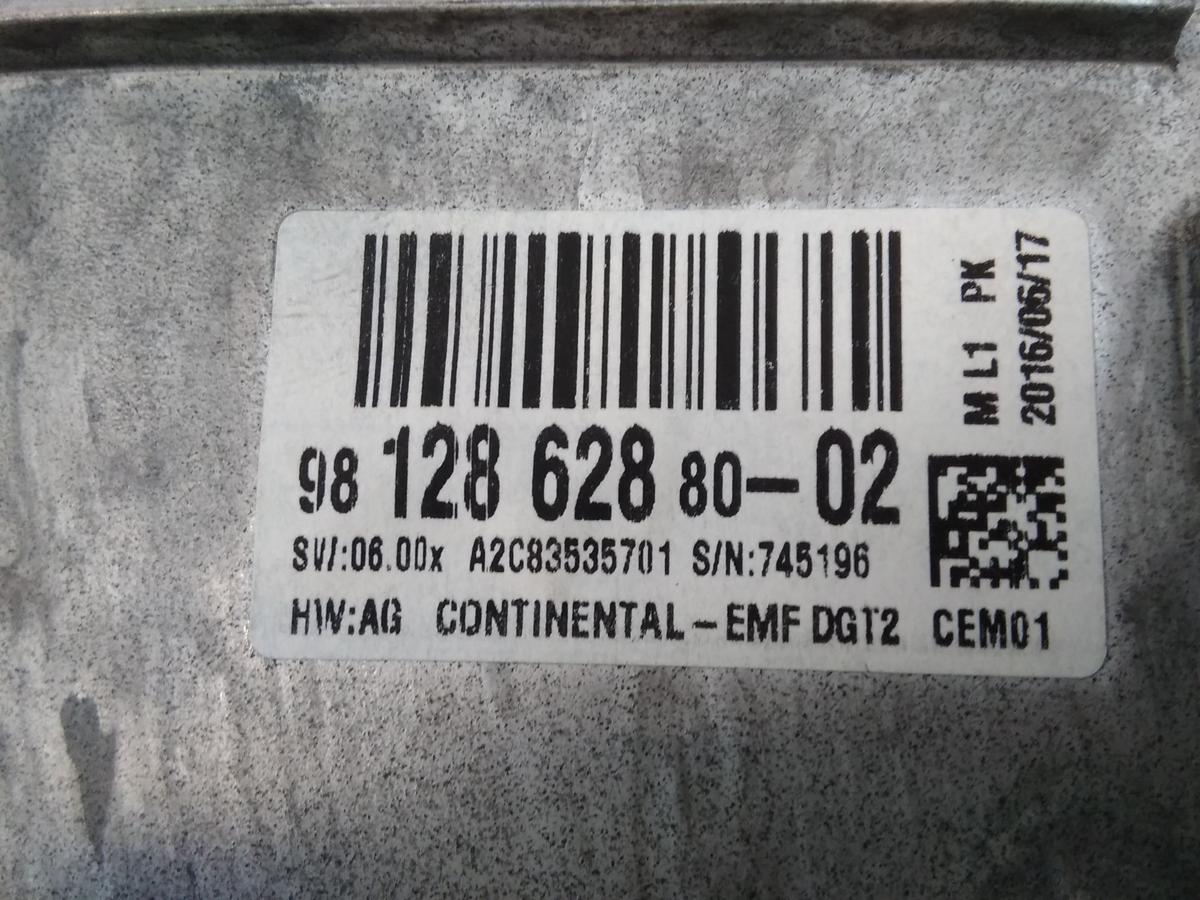 98 128 628 80-02
SW:06.00x A2C83535701 S/N:745196
HW:AG CONTINENTAL-EMF DGT2 CEM01
M L1 PK
2016/06/17